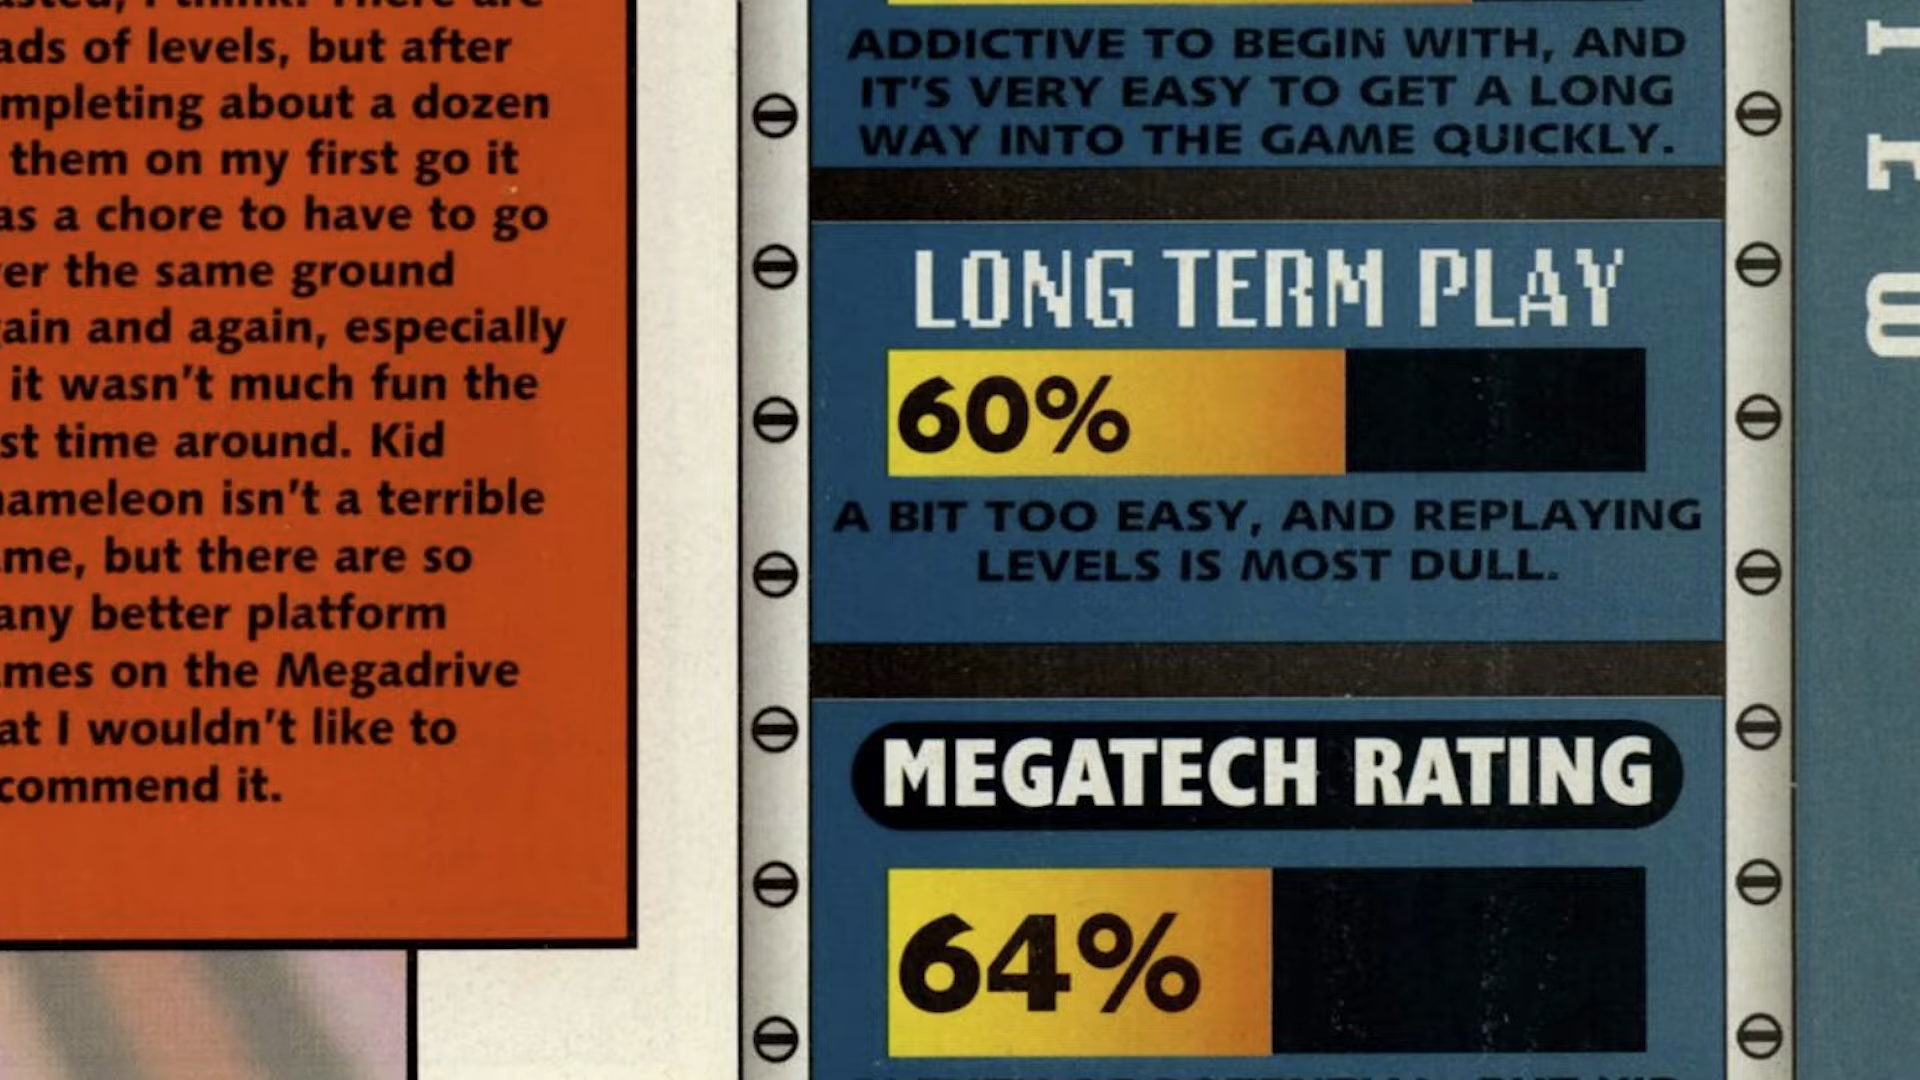 ads of levels, but after
mpleting about a dozen
them on my first go it
as a chore to have to go
er the same ground
gain and again, especially
it wasn't much fun the
st time around. Kid
hameleon isn't a terrible
me, but there are so
any better platform
mes on the Megadrive
at I wouldn't like to
commend it.
ADDICTIVE TO BEGIN WITH, AND
IT'S VERY EASY TO GET A LONG
WAY INTO THE GAME QUICKLY.
LONG TERM PLAY
60%
A BIT TOO EASY, AND REPLAYING
LEVELS IS MOST DULL.
MEGATECH RATING
64%